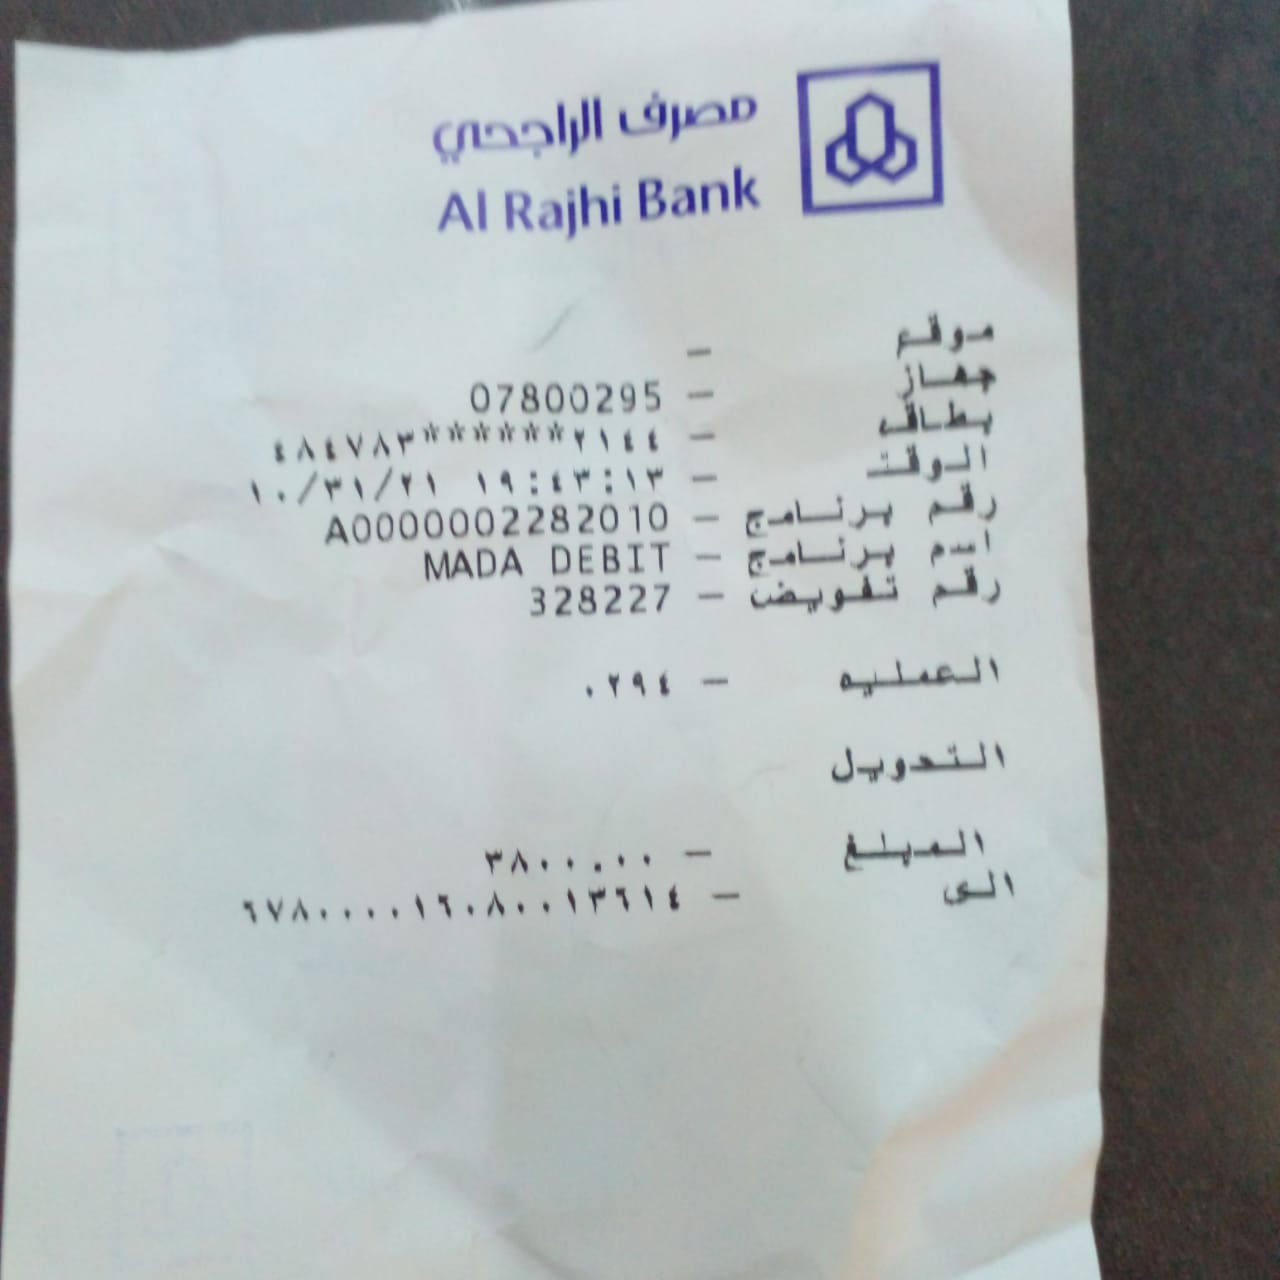 مصرف الراجحي
Al Rajhi Bank
موقع -
جهاز - 07800295
بطاقه - ٤٨٤٧٨٣******٢١٤٤
الوقت - ١٠/٣١/٢١ ١٩:٤٣:١٣
رقم برنامج - A0000002282010
اسم برنامج - MADA DEBIT
رقم تفويض - 328227
العمليه - ٠٢٩٤
التحويل
المبلغ - ٣٨٠٠.٠٠
الى - ٦٧٨٠٠٠٠١٦٠٨٠٠١٣٦١٤